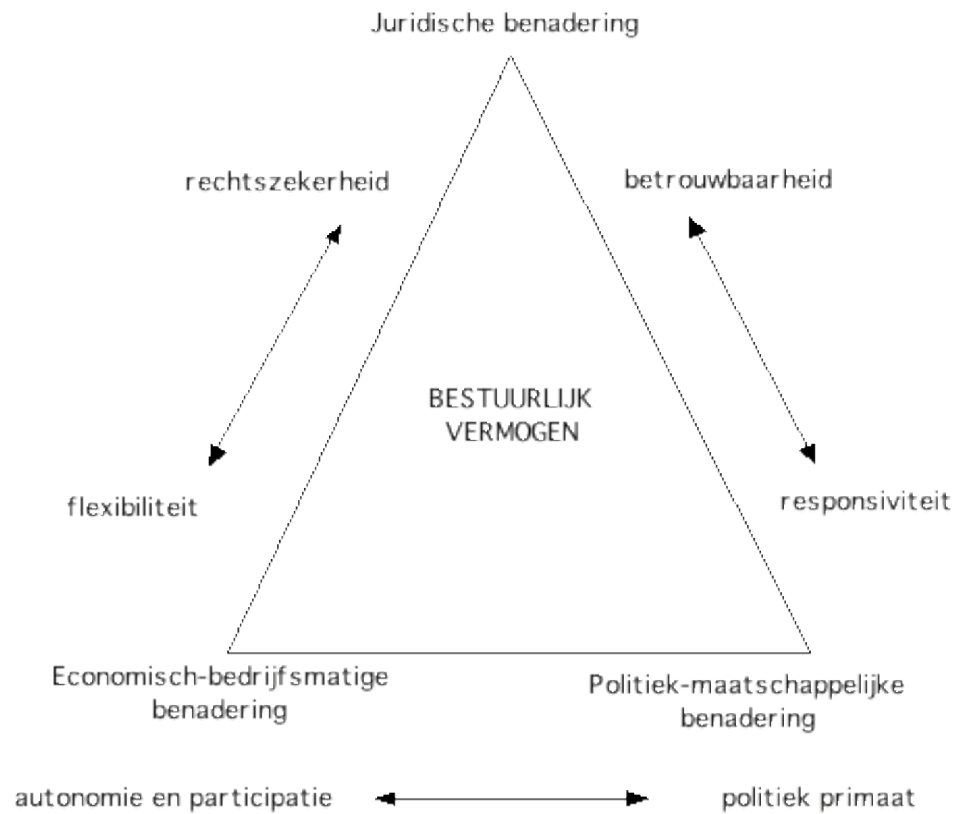 Juridische benadering
rechtszekerheid
betrouwbaarheid
BESTUURLIJK
VERMOGEN
flexibiliteit
responsiviteit
Economisch-bedrijfsmatige
benadering
Politiek-maatschappelijke
benadering
autonomie en participatie
politiek primaat